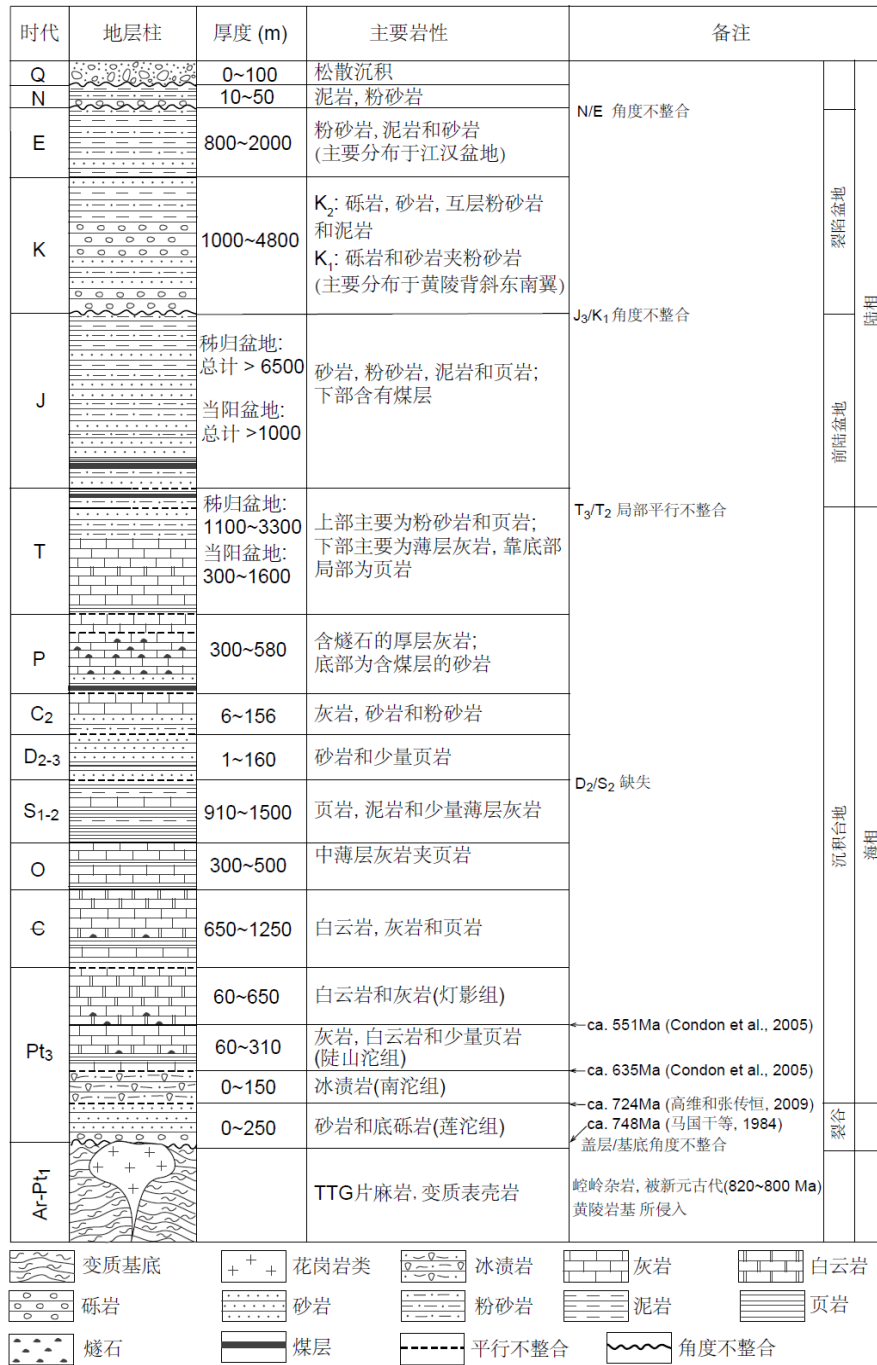 时代 地层柱 厚度 (m) 主要岩性 备注
Q 0~100 松散沉积
N 10~50 泥岩, 粉砂岩
N/E 角度不整合
E 800~2000 粉砂岩, 泥岩和砂岩
(主要分布于江汉盆地)
K 1000~4800 K₂: 砾岩, 砂岩, 互层粉砂岩
和泥岩
K₁: 砾岩和砂岩夹粉砂岩
(主要分布于黄陵背斜东南翼)
裂陷盆地
J₃/K₁ 角度不整合
陆相
J 秭归盆地:
总计 > 6500
当阳盆地:
总计 >1000
砂岩, 粉砂岩, 泥岩和页岩;
下部含有煤层
前陆盆地
T₃/T₂ 局部平行不整合
T 秭归盆地:
1100~3300
当阳盆地:
300~1600
上部主要为粉砂岩和页岩;
下部主要为薄层灰岩, 靠底部
局部为页岩
P 300~580 含燧石的厚层灰岩;
底部为含煤层的砂岩
C₂ 6~156 灰岩, 砂岩和粉砂岩
D₂₋₃ 1~160 砂岩和少量页岩
D₂/S₂ 缺失
S₁₋₂ 910~1500 页岩, 泥岩和少量薄层灰岩
沉积台地
海相
O 300~500 中薄层灰岩夹页岩
Є 650~1250 白云岩, 灰岩和页岩
Pt₃ 60~650 白云岩和灰岩(灯影组)
ca. 551Ma (Condon et al., 2005)
60~310 灰岩, 白云岩和少量页岩
(陡山沱组)
ca. 635Ma (Condon et al., 2005)
0~150 冰渍岩(南沱组)
ca. 724Ma (高维和张传恒, 2009)
0~250 砂岩和底砾岩(莲沱组)
ca. 748Ma (马国干等, 1984)
盖层/基底角度不整合
裂谷
Ar-Pt₁ TTG片麻岩, 变质表壳岩
崆岭杂岩, 被新元古代(820~800 Ma)
黄陵岩基 所侵入
变质基底 花岗岩类 冰渍岩 灰岩 白云岩
砾岩 砂岩 粉砂岩 泥岩 页岩
燧石 煤层 平行不整合 角度不整合